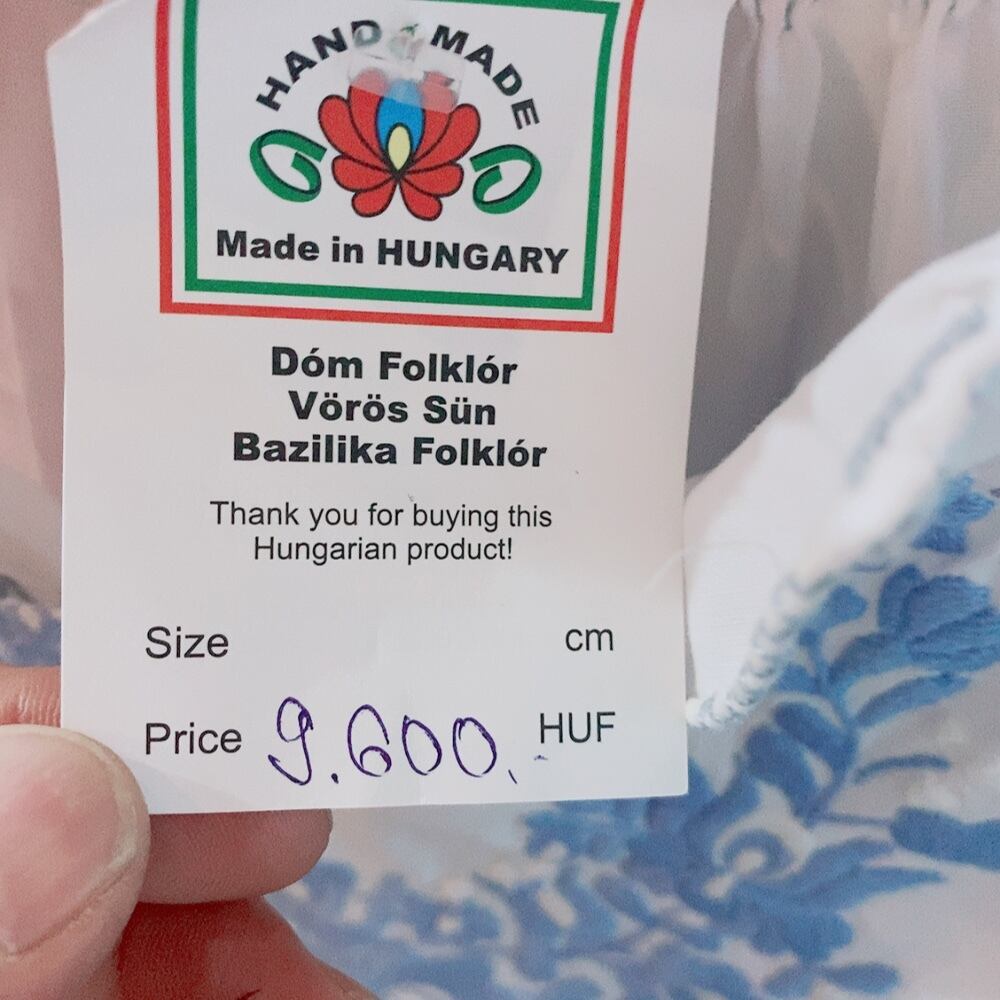 HAND MADE
Made in HUNGARY
Dóm Folklór
Vörös Sün
Bazilika Folklór
Thank you for buying this
Hungarian product!
Size cm
Price 9.600,- HUF